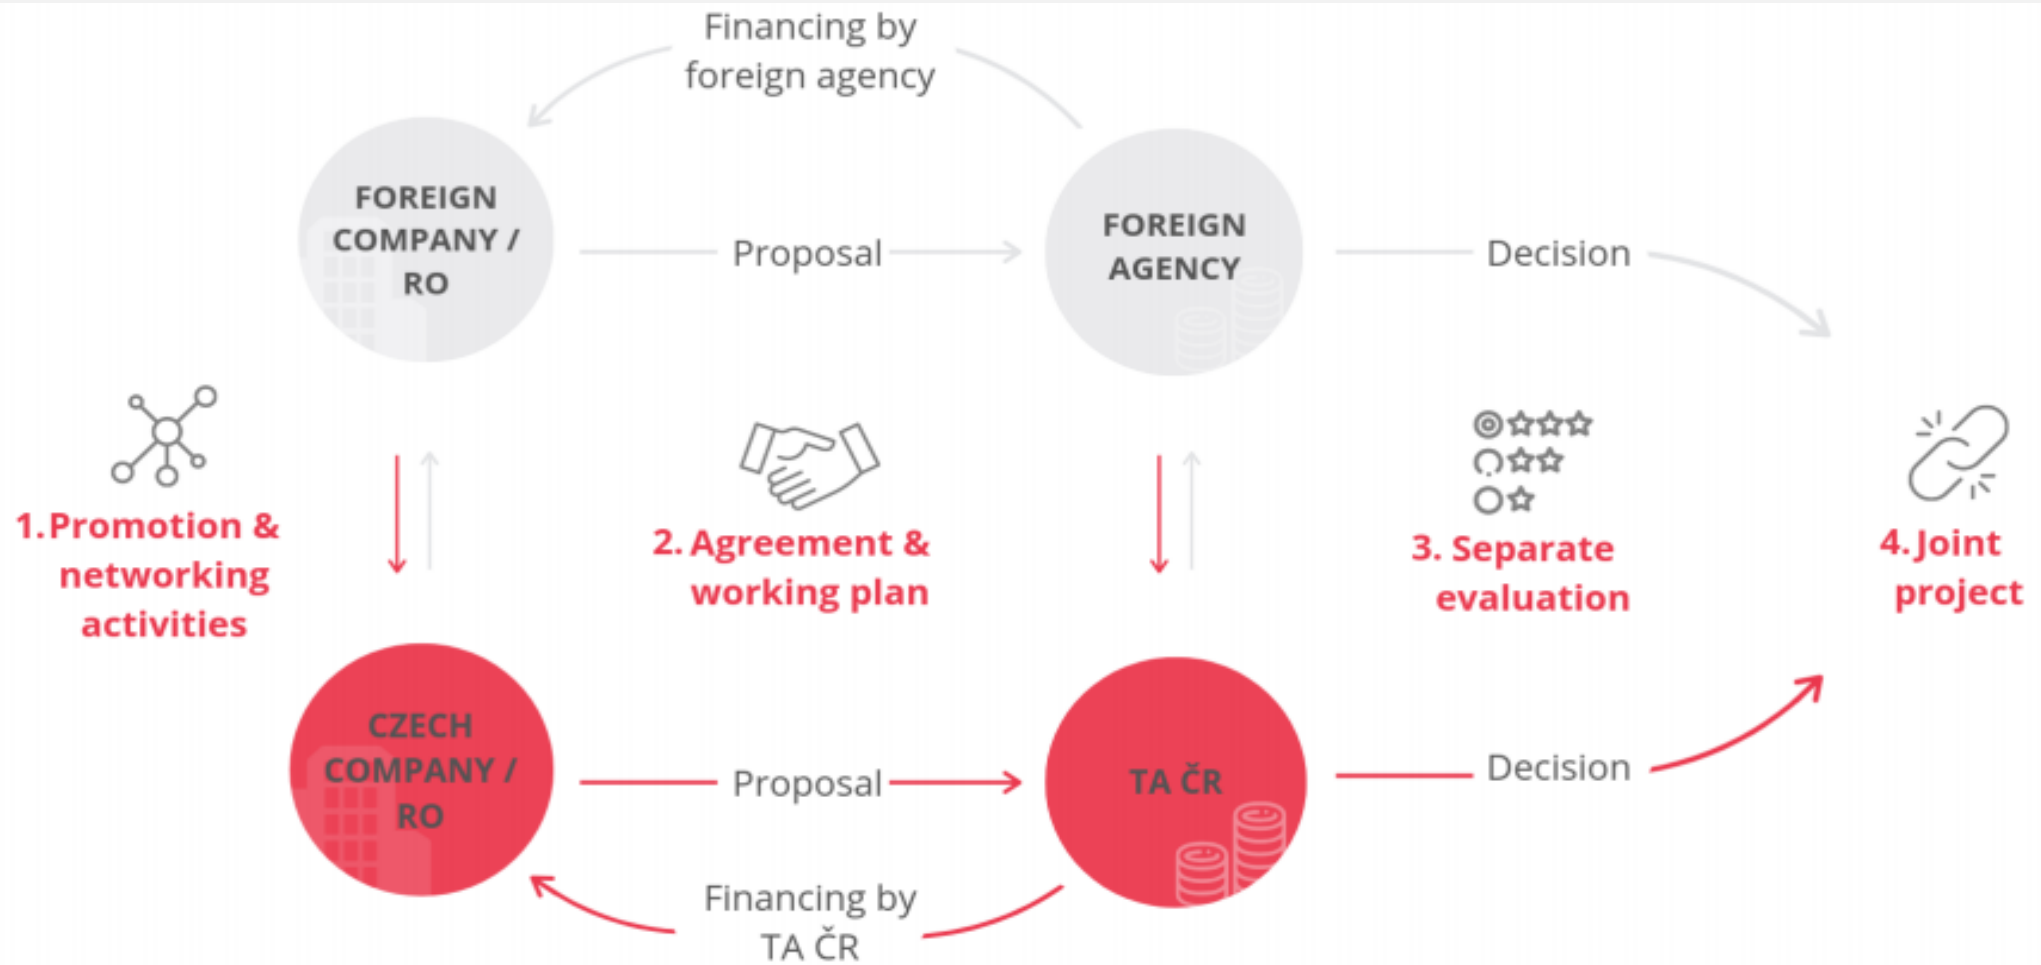 Financing by
foreign agency
FOREIGN
COMPANY /
RO
Proposal
FOREIGN
AGENCY
Decision
1. Promotion &
networking
activities
2. Agreement &
working plan
3. Separate
evaluation
4. Joint
project
CZECH
COMPANY /
RO
Proposal
TA ČR
Decision
Financing by
TA ČR